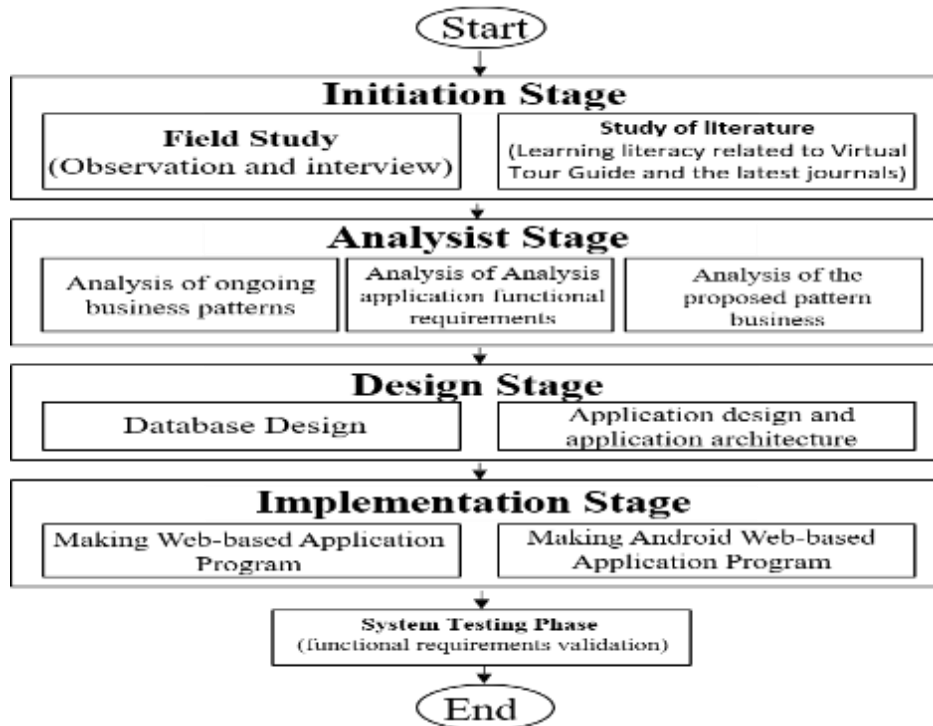 Start
Initiation Stage
Field Study
(Observation and interview)
Study of literature
(Learning literacy related to Virtual
Tour Guide and the latest journals)
Analysist Stage
Analysis of ongoing
business patterns
Analysis of Analysis
application functional
requirements
Analysis of the
proposed pattern
business
Design Stage
Database Design
Application design and
application architecture
Implementation Stage
Making Web-based Application
Program
Making Android Web-based
Application Program
System Testing Phase
(functional requirements validation)
End